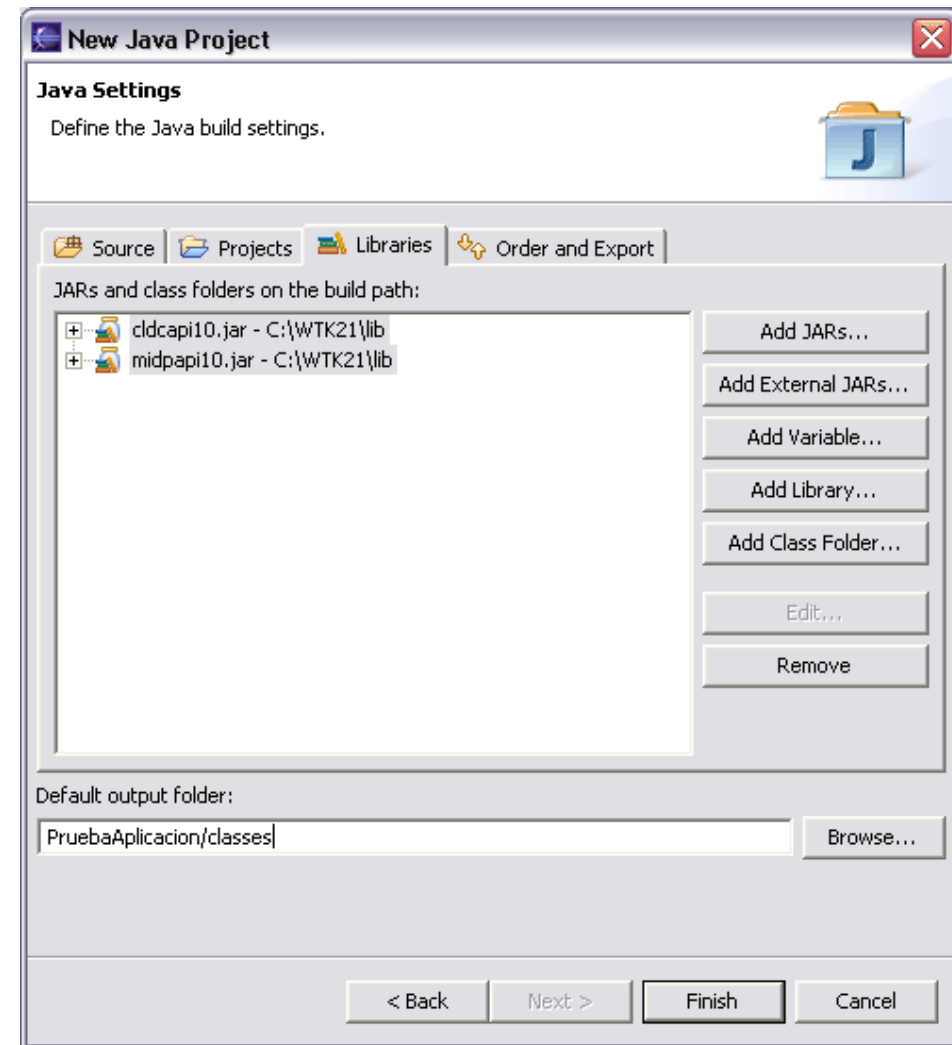 New Java Project
Java Settings
Define the Java build settings.
J
Source Projects Libraries Order and Export
JARs and class folders on the build path:
cldcapi10.jar - C:\WTK21\lib
midpapi10.jar - C:\WTK21\lib
Add JARs...
Add External JARs...
Add Variable...
Add Library...
Add Class Folder...
Edit...
Remove
Default output folder:
PruebaAplicacion/classes
Browse...
< Back Next > Finish Cancel